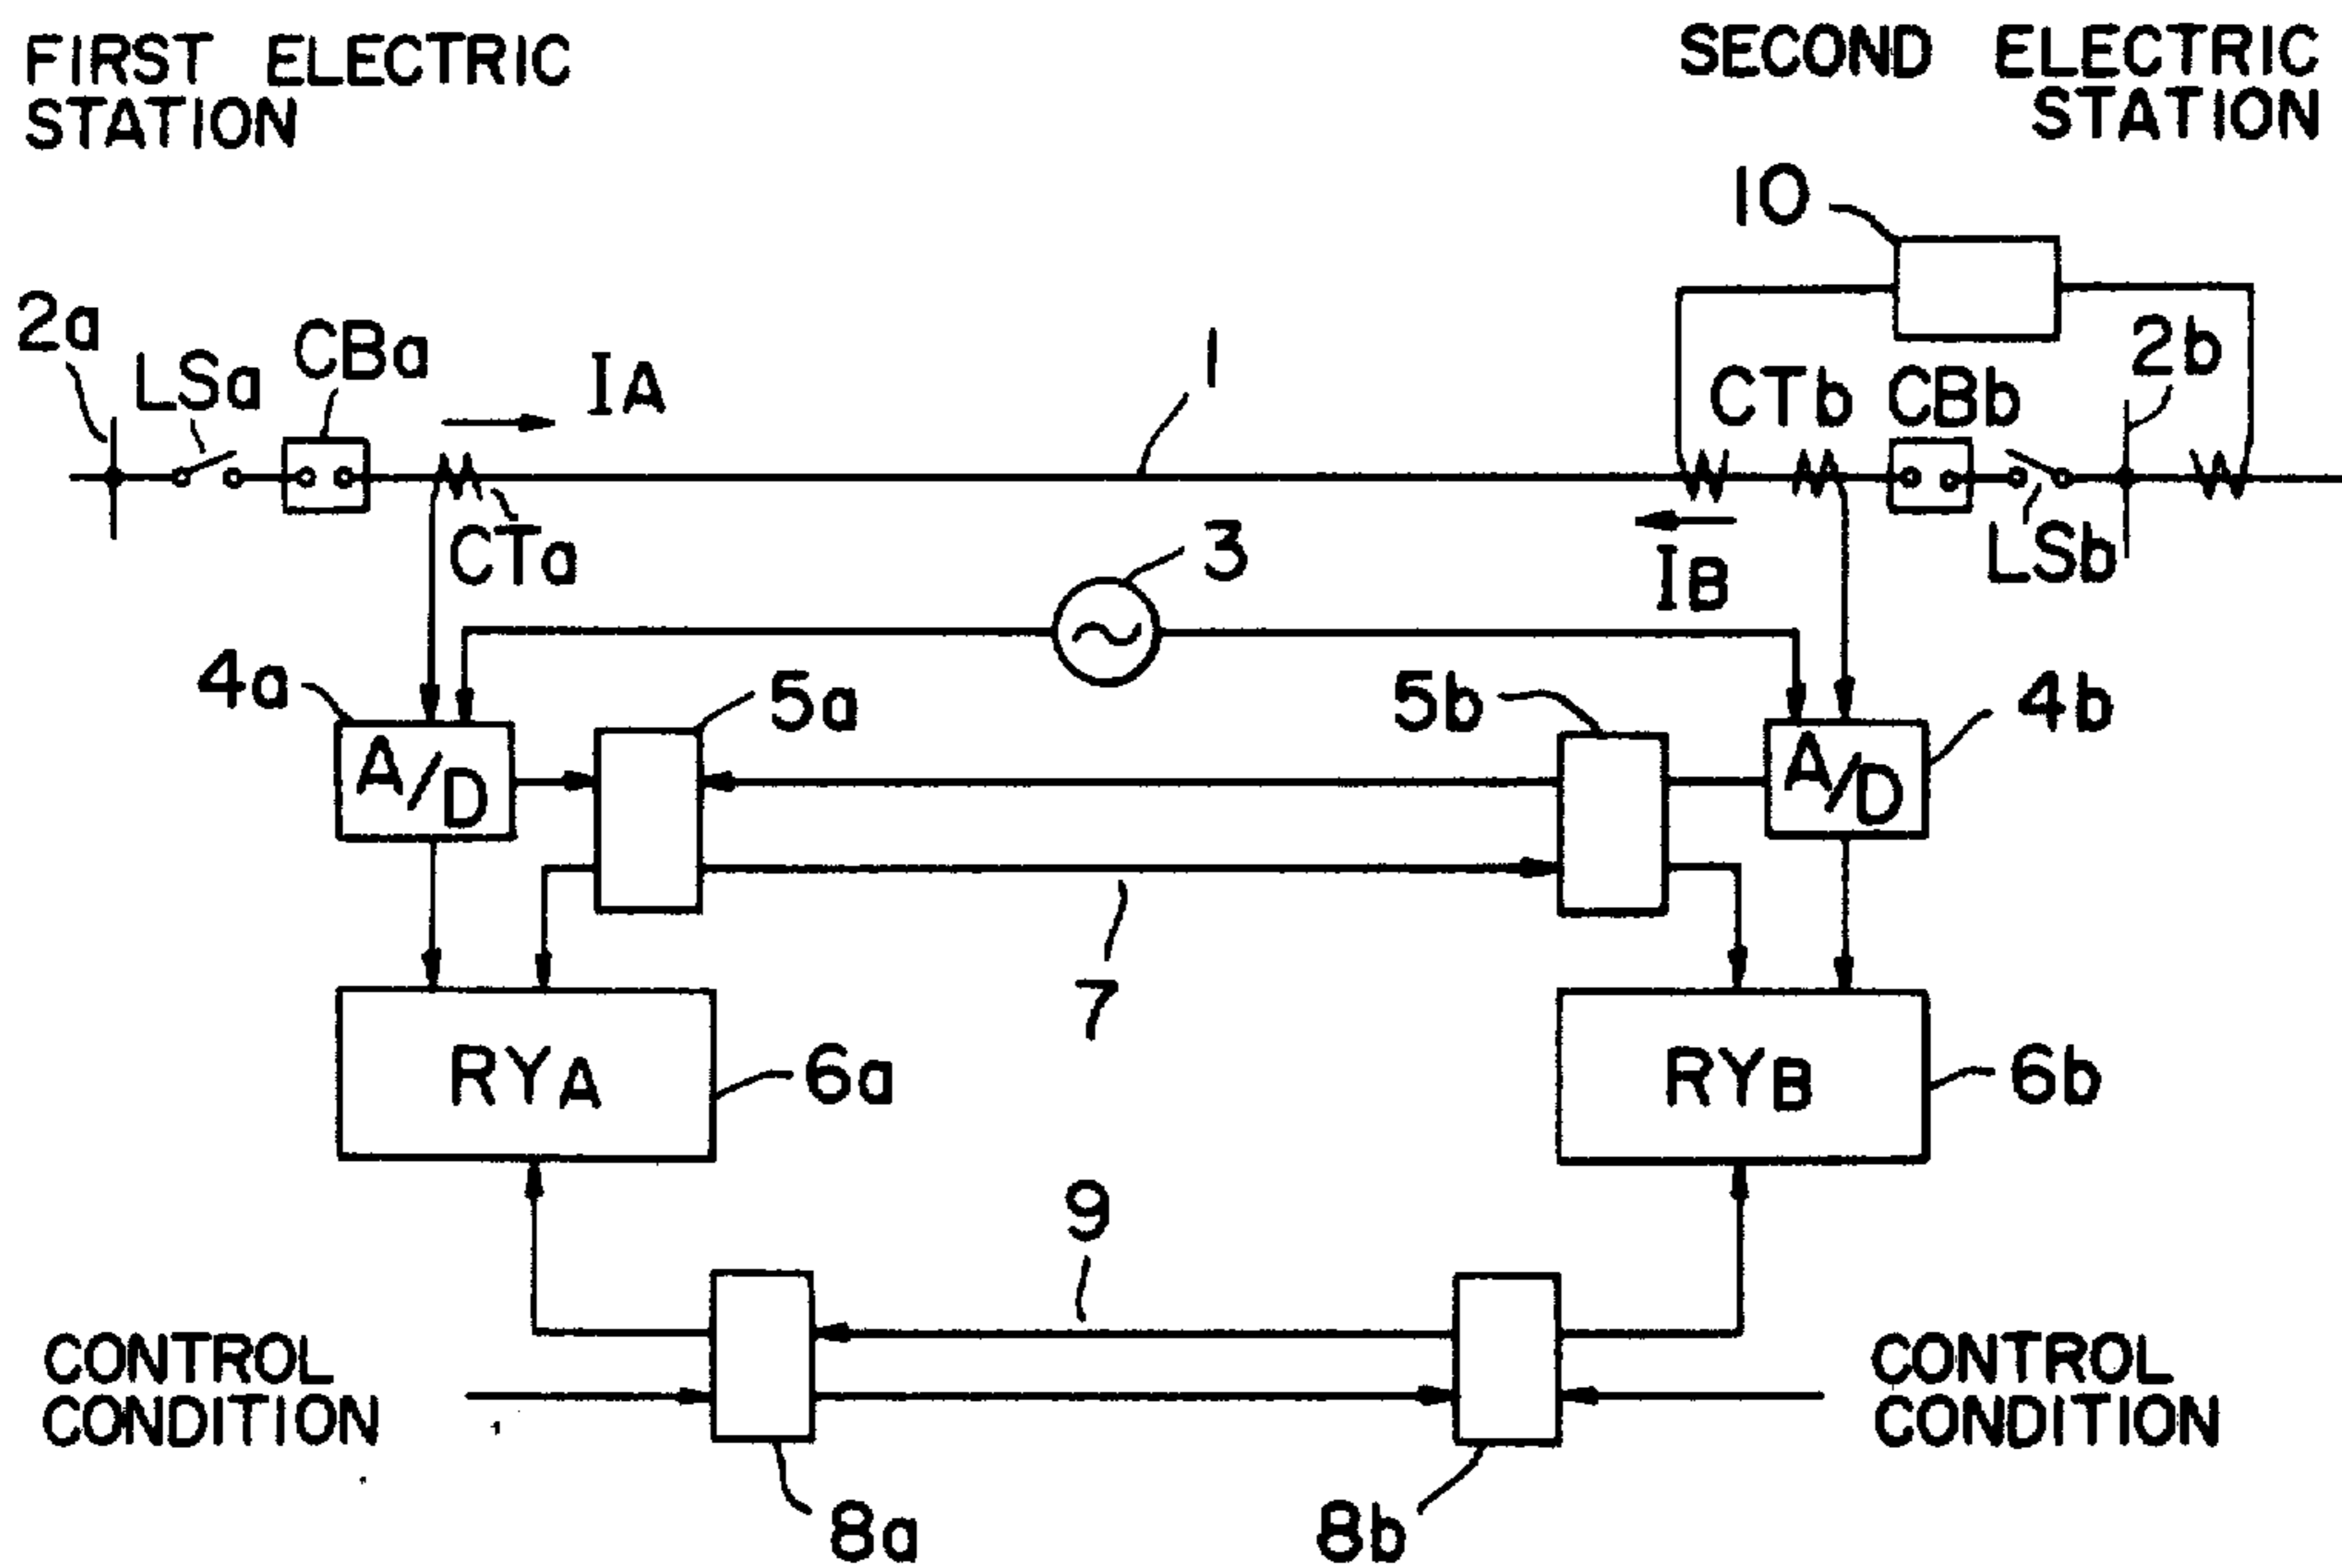 FIRST ELECTRIC
STATION
SECOND ELECTRIC
STATION
10
2a
LSa
CBa
IA
1
CTb
CBb
2b
CTa
3
IB
LSb
4a
A/D
5a
5b
A/D
4b
7
RYA
6a
RYB
6b
9
CONTROL
CONDITION
CONTROL
CONDITION
8a
8b